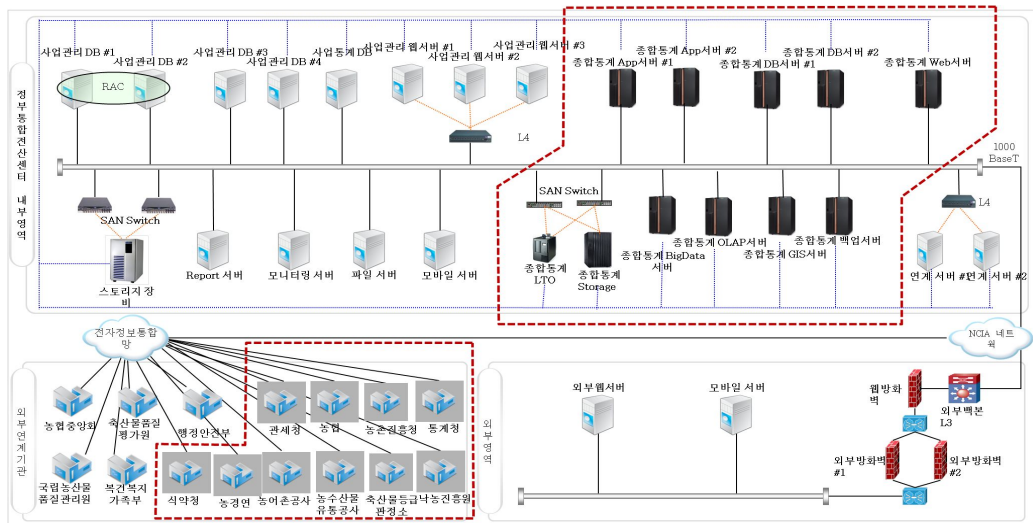 사업관리 DB #1
사업관리 DB #2
사업관리 DB #3
사업관리 DB #4
사업통계 DB
사업관리 웹서버 #1
사업관리 웹서버 #2
사업관리 웹서버 #3
종합통계 App서버 #1
종합통계 App서버 #2
종합통계 DB서버 #1
종합통계 DB서버 #2
종합통계 Web서버
RAC
L4
1000
BaseT
정부통합전산센터 내부영역
SAN Switch
스토리지 장
비
Report 서버
모니터링 서버
파일 서버
모바일 서버
SAN Switch
종합통계
LTO
종합통계
Storage
종합통계 BigData
서버
종합통계 OLAP서버
종합통계 GIS서버
종합통계 백업서버
L4
연계 서버 #1
연계 서버 #2
전자정보통합
망
NCIA 네트
웍
외부연계기관
농협중앙회
축산물품질
평가원
행정안전부
관세청
농협
농촌진흥청
통계청
국립농산물
품질관리원
보건복지
가족부
식약청
농경연
농어촌공사
농수산물
유통공사
축산물등급
판정소
낙농진흥원
외부영역
외부웹서버
모바일 서버
웹방화
벽
외부백본
L3
외부방화벽
#1
외부방화벽
#2